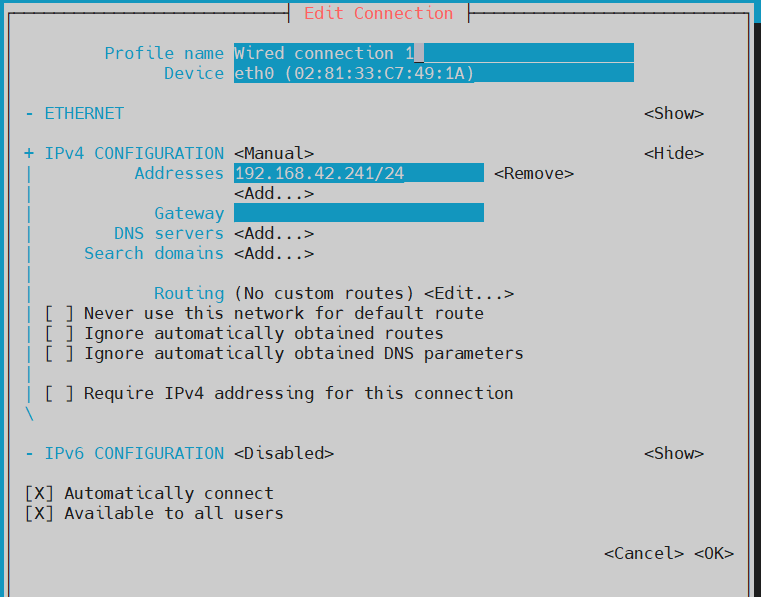 Edit Connection
Profile name Wired connection 1
Device eth0 (02:81:33:C7:49:1A)
- ETHERNET <Show>
+ IPv4 CONFIGURATION <Manual> <Hide>
| Addresses 192.168.42.241/24 <Remove>
| <Add...>
| Gateway
| DNS servers <Add...>
| Search domains <Add...>
|
| Routing (No custom routes) <Edit...>
| [ ] Never use this network for default route
| [ ] Ignore automatically obtained routes
| [ ] Ignore automatically obtained DNS parameters
|
| [ ] Require IPv4 addressing for this connection
\
- IPv6 CONFIGURATION <Disabled> <Show>
[X] Automatically connect
[X] Available to all users
<Cancel> <OK>